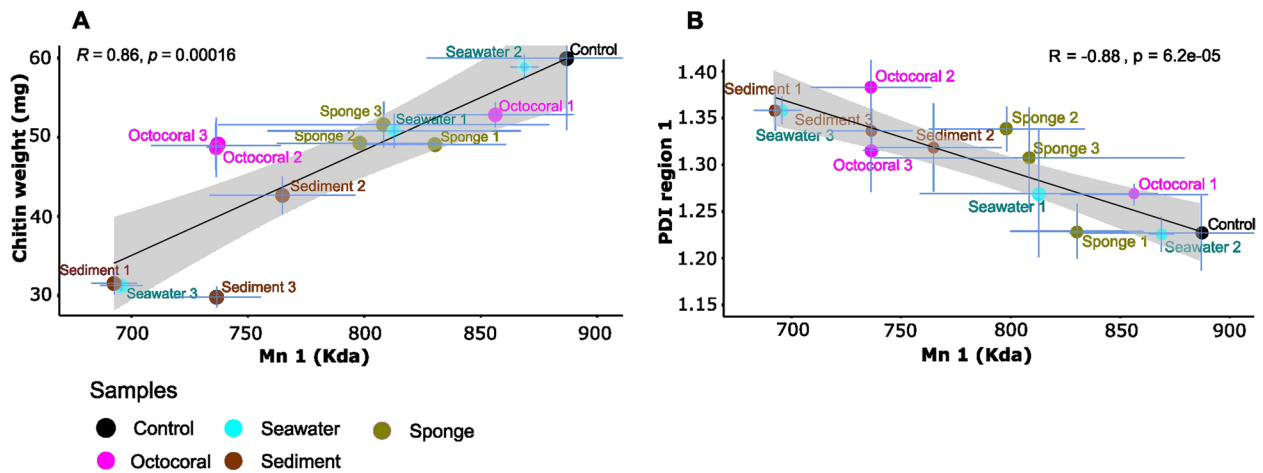 A
R = 0.86, p = 0.00016
Chitin weight (mg)
60
50
40
30
Seawater 2
Control
Octocoral 1
Sponge 3
Seawater 1
Octocoral 3
Sponge 2
Sponge 1
Octocoral 2
Sediment 2
Sediment 1
Seawater 3
Sediment 3
700
750
800
850
900
Mn 1 (Kda)
B
R = -0.88 , p = 6.2e-05
PDI region 1
1.40
1.35
1.30
1.25
1.20
1.15
Octocoral 2
Sediment 1
Sponge 2
Sediment 3
Seawater 3
Sediment 2
Sponge 3
Octocoral 3
Octocoral 1
Seawater 1
Control
Sponge 1
Seawater 2
700
750
800
850
900
Mn 1 (Kda)
Samples
Control
Seawater
Sponge
Octocoral
Sediment